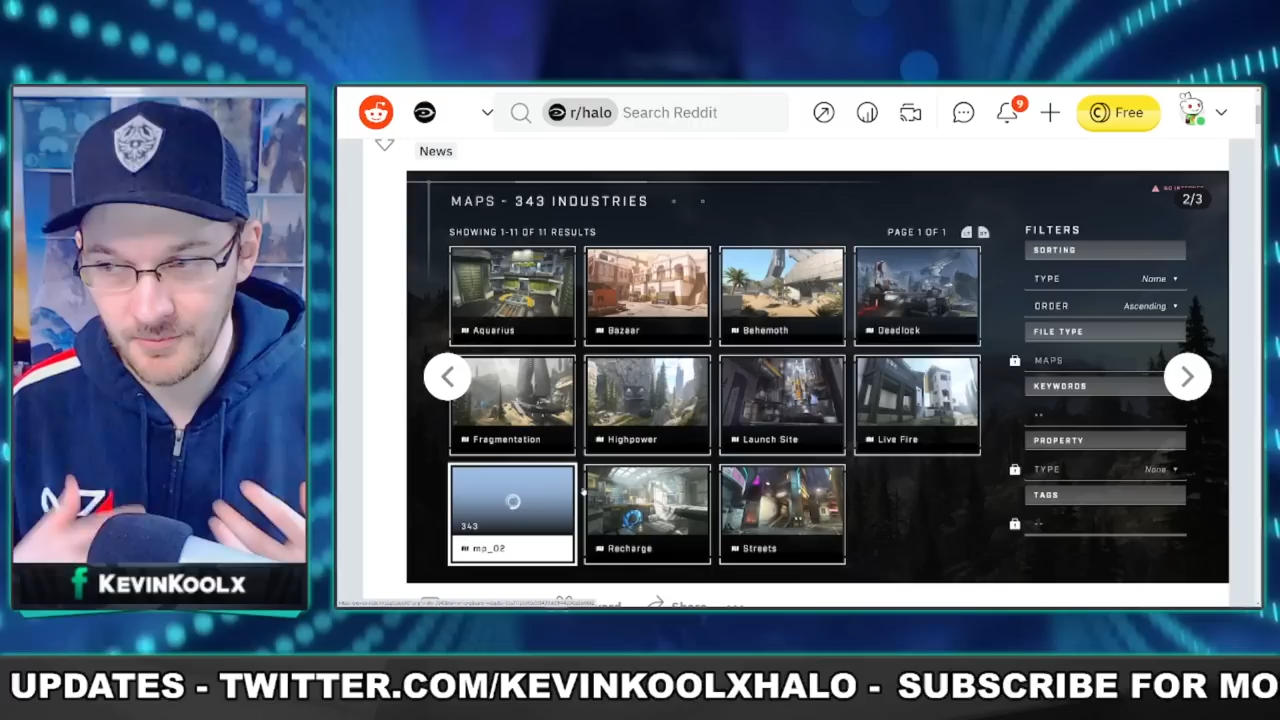 r/halo Search Reddit
9
Free
News
MAPS - 343 INDUSTRIES
2/3
SHOWING 1-11 OF 11 RESULTS
PAGE 1 OF 1
FILTERS
SORTING
TYPE Name
ORDER Ascending
FILE TYPE
MAPS
KEYWORDS
--
PROPERTY
TYPE None
TAGS
--
Aquarius
Bazaar
Behemoth
Deadlock
Fragmentation
Highpower
Launch Site
Live Fire
343
mp_02
Recharge
Streets
Share
N7
f KEVINKOOLX
UPDATES - TWITTER.COM/KEVINKOOLXHALO - SUBSCRIBE FOR MO